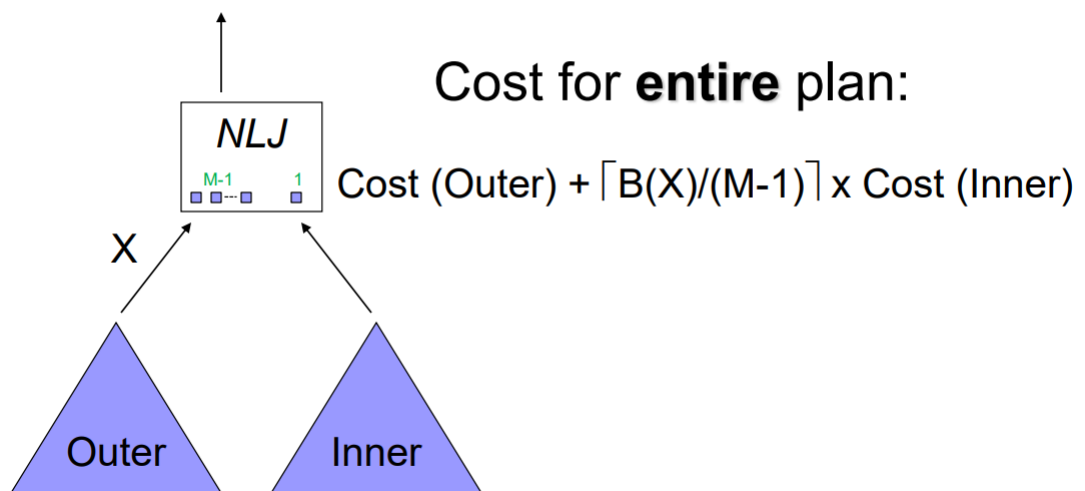 Cost for entire plan:
NLJ
M-1 1
Cost (Outer) + ⌈B(X)/(M-1)⌉ x Cost (Inner)
X
Outer
Inner